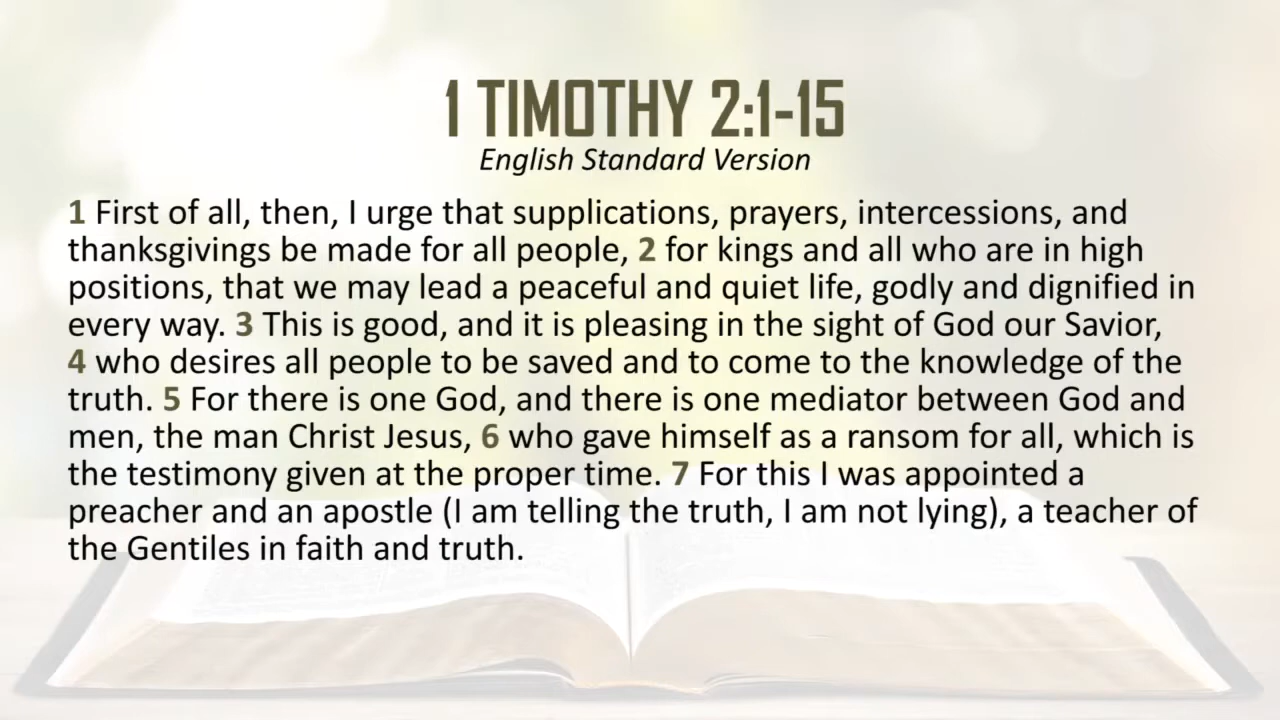 1 TIMOTHY 2:1-15
English Standard Version
1 First of all, then, I urge that supplications, prayers, intercessions, and
thanksgivings be made for all people, 2 for kings and all who are in high
positions, that we may lead a peaceful and quiet life, godly and dignified in
every way. 3 This is good, and it is pleasing in the sight of God our Savior,
4 who desires all people to be saved and to come to the knowledge of the
truth. 5 For there is one God, and there is one mediator between God and
men, the man Christ Jesus, 6 who gave himself as a ransom for all, which is
the testimony given at the proper time. 7 For this I was appointed a
preacher and an apostle (I am telling the truth, I am not lying), a teacher of
the Gentiles in faith and truth.